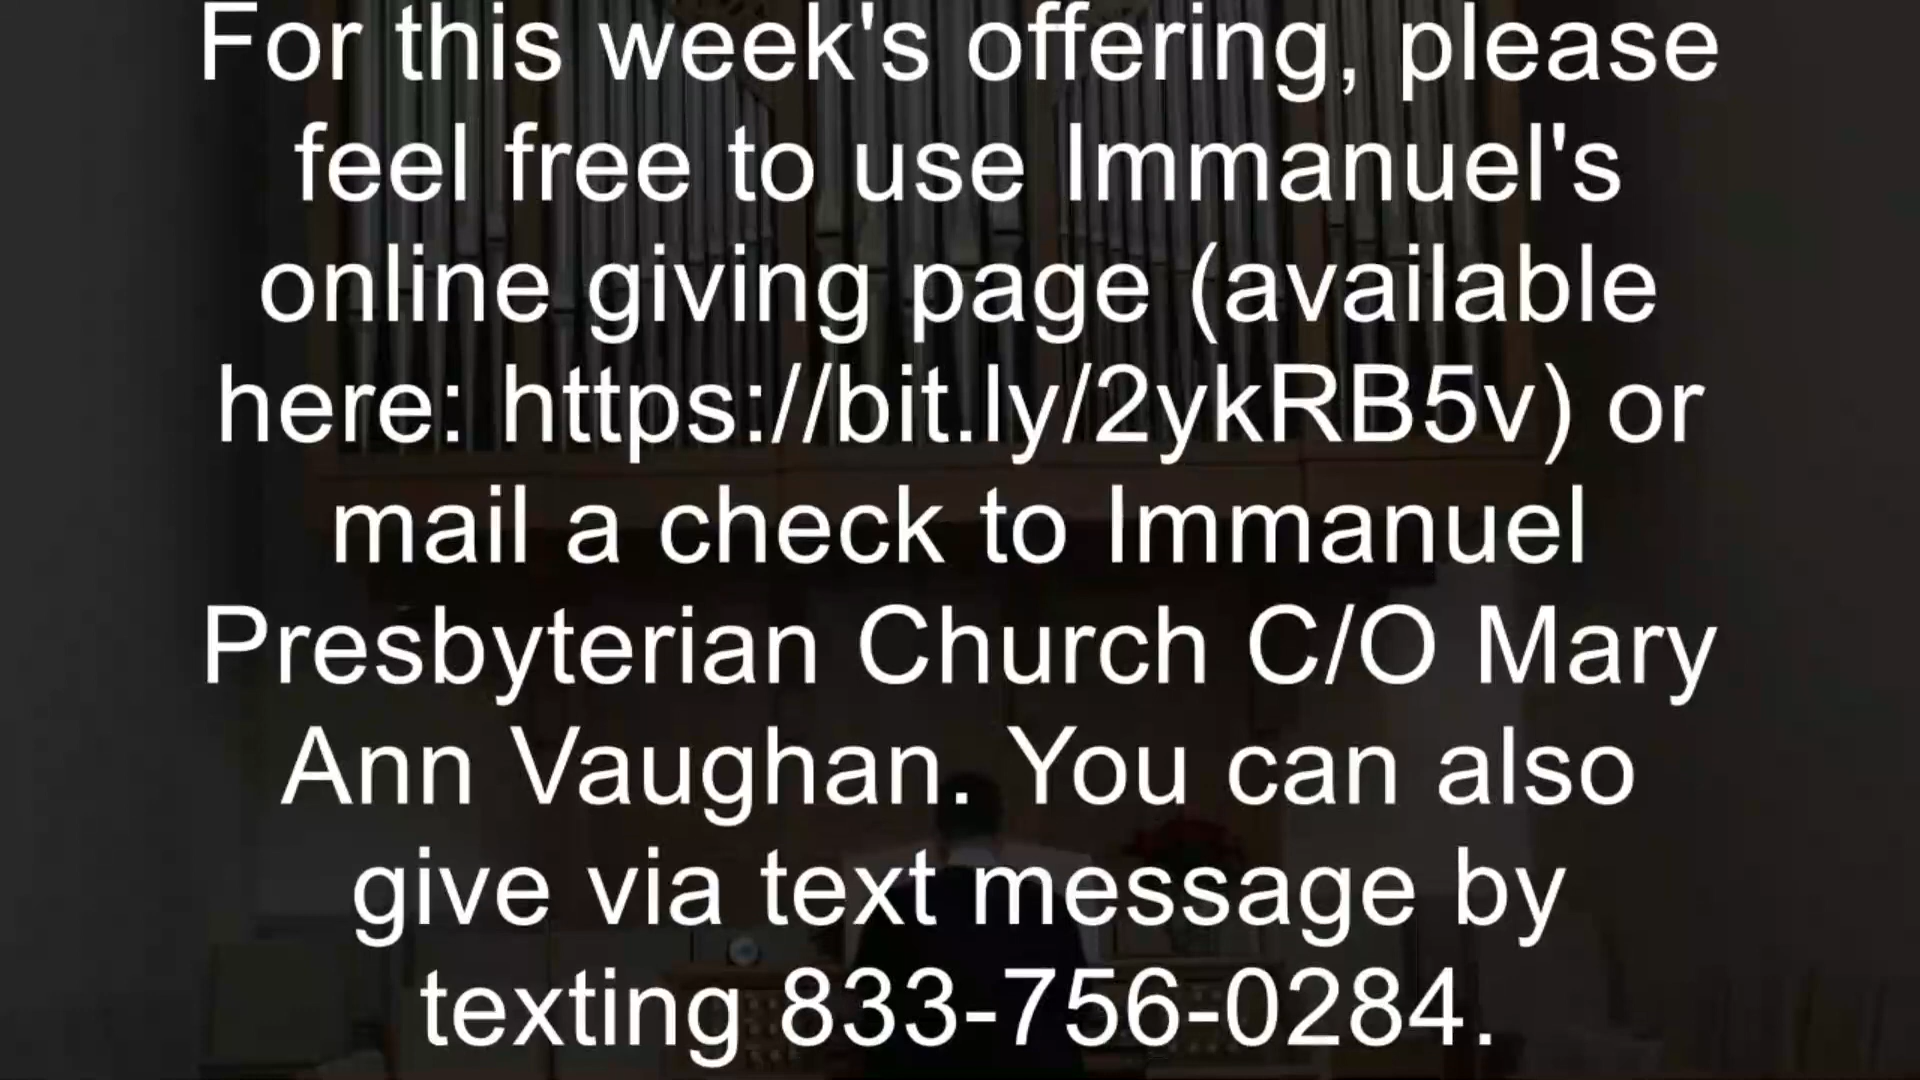 For this week's offering, please
feel free to use Immanuel's
online giving page (available
here: https://bit.ly/2ykRB5v) or
mail a check to Immanuel
Presbyterian Church C/O Mary
Ann Vaughan. You can also
give via text message by
texting 833-756-0284.